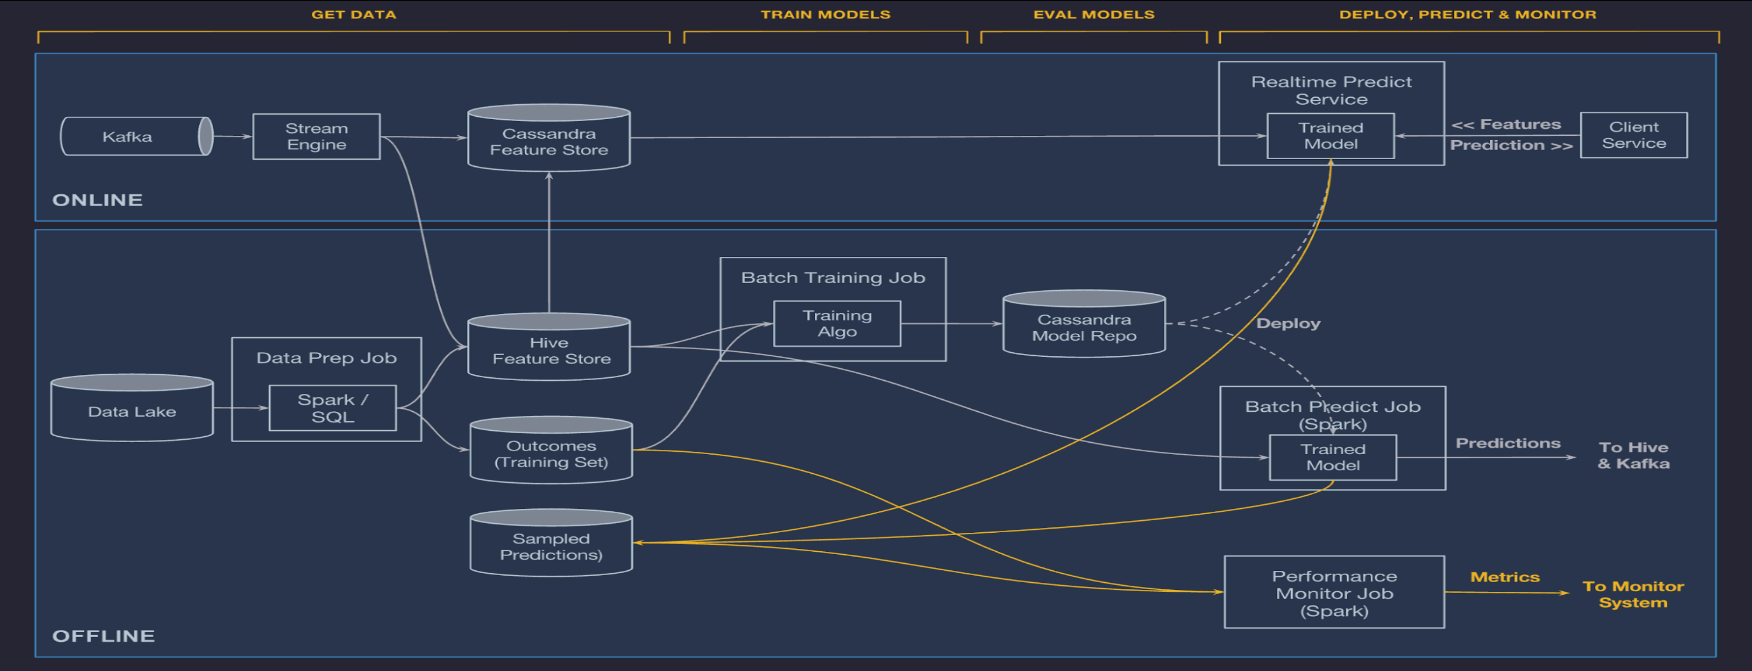 GET DATA
TRAIN MODELS
EVAL MODELS
DEPLOY, PREDICT & MONITOR
Kafka
Stream
Engine
Cassandra
Feature Store
Realtime Predict
Service
Trained
Model
<< Features
Prediction >>
Client
Service
ONLINE
Batch Training Job
Training
Algo
Cassandra
Model Repo
Deploy
Hive
Feature Store
Data Prep Job
Spark /
SQL
Data Lake
Outcomes
(Training Set)
Batch Predict Job
(Spark)
Trained
Model
Predictions
To Hive
& Kafka
Sampled
Predictions)
Performance
Monitor Job
(Spark)
Metrics
To Monitor
System
OFFLINE